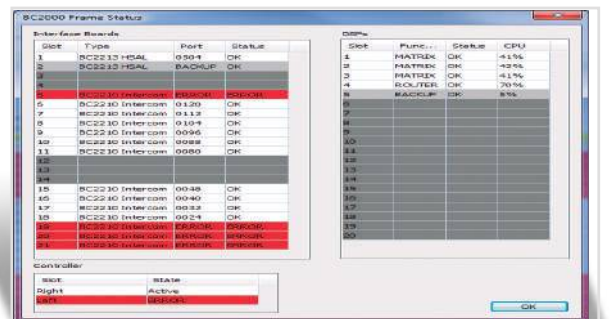 BC2000 Frame Status
Interface Boards
Slot Type Port Status
1 BC2213 HSAL 0504 OK
2 BC2213 HSAL BACKUP OK
3
4
5 BC2210 Intercom ERROR ERROR
6 BC2210 Intercom 0120 OK
7 BC2210 Intercom 0112 OK
8 BC2210 Intercom 0104 OK
9 BC2210 Intercom 0096 OK
10 BC2210 Intercom 0088 OK
11 BC2210 Intercom 0080 OK
12
13
14
15 BC2210 Intercom 0048 OK
16 BC2210 Intercom 0040 OK
17 BC2210 Intercom 0032 OK
18 BC2210 Intercom 0024 OK
19 BC2210 Intercom ERROR ERROR
20 BC2210 Intercom ERROR ERROR
21 BC2210 Intercom ERROR ERROR
DSPs
Slot Func... Status CPU
1 MATRIX OK 41%
2 MATRIX OK 42%
3 MATRIX OK 41%
4 ROUTER OK 70%
5 BACKUP OK
6
7
8
9
10
11
12
13
14
15
16
17
18
19
20
Controller
Slot State
Right Active
Left ERROR
OK